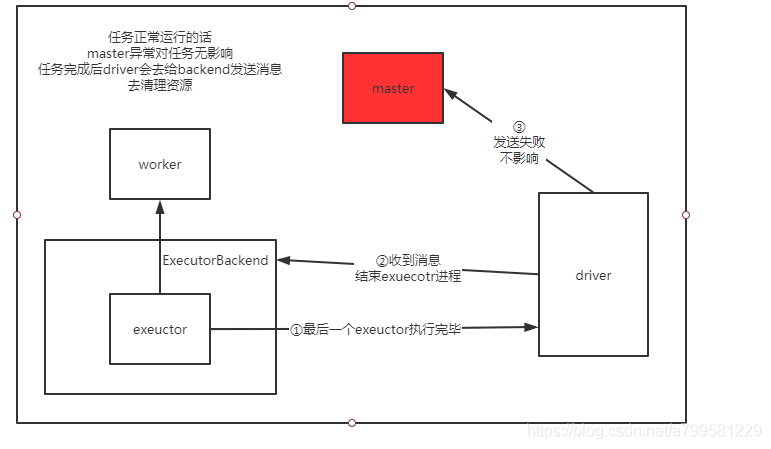 任务正常运行的话
master异常对任务无影响
任务完成后driver会去给backend发送消息
去清理资源
master
③
发送失败
不影响
worker
ExecutorBackend
②收到消息
结束exuecotr进程
driver
exeuctor
①最后一个exeuctor执行完毕
https://blog.csdn.net/a799581229